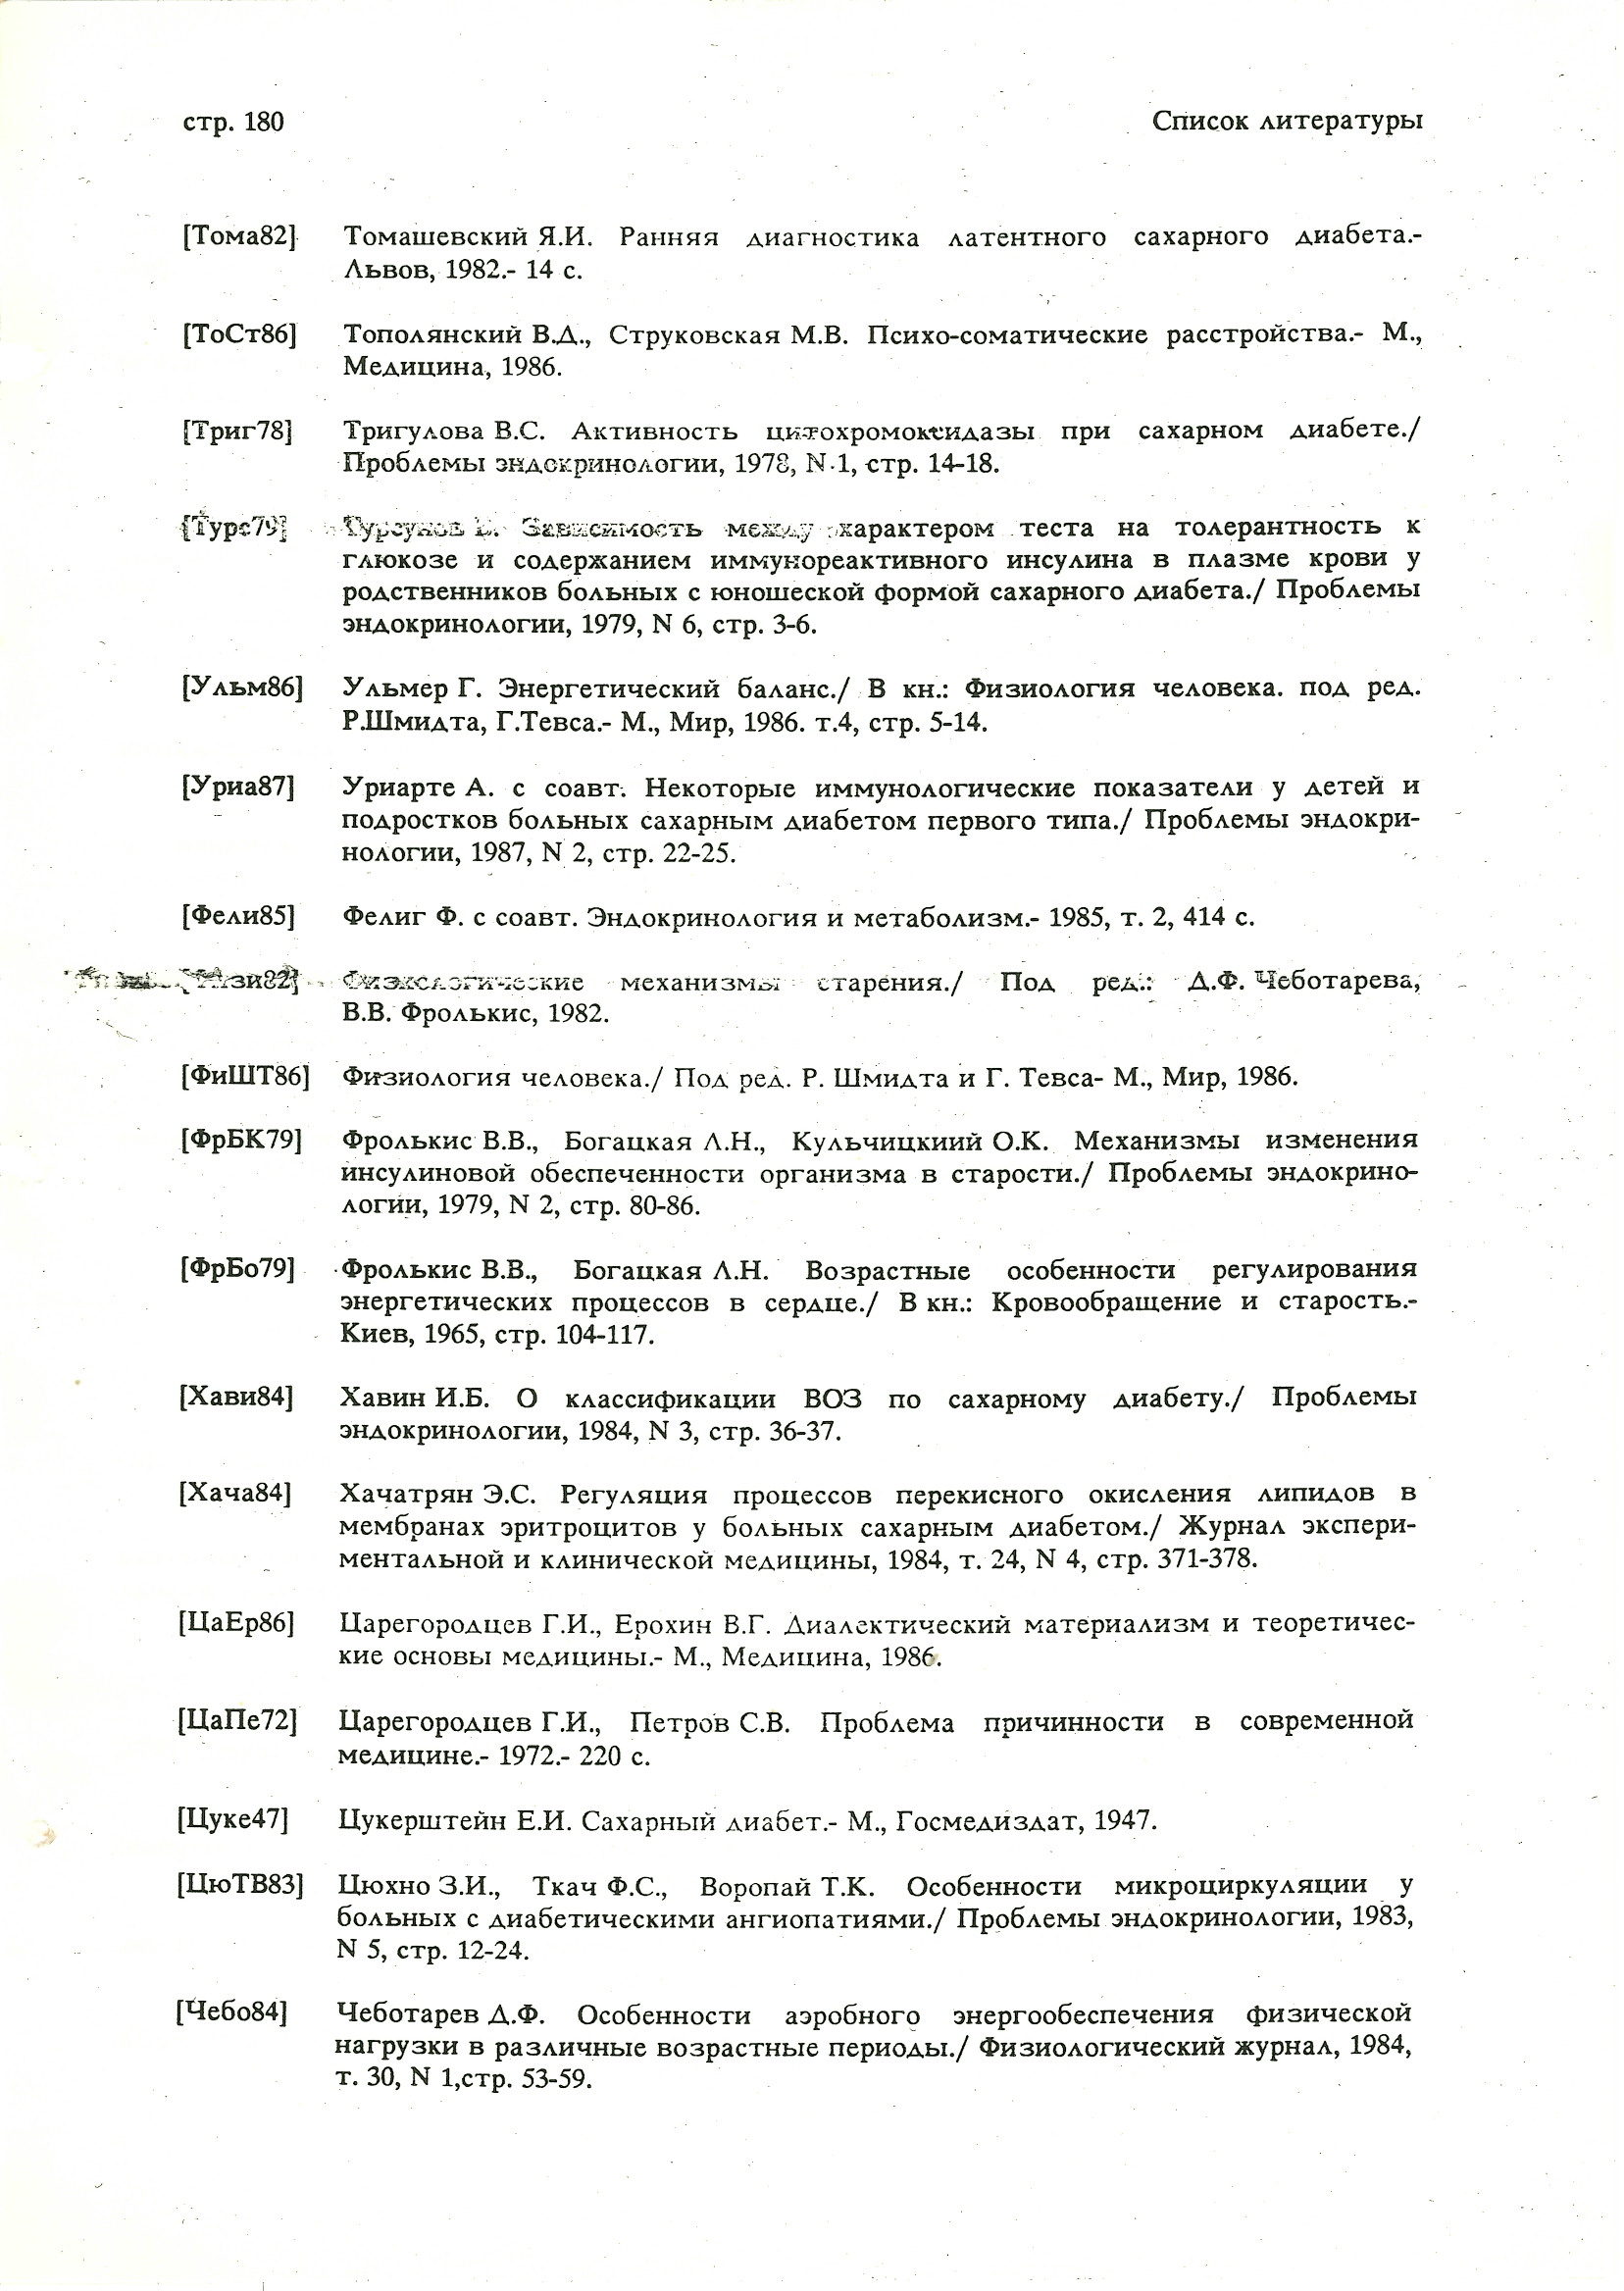 стр. 180
Список литературы
[Тома82] Томашевский Я.И. Ранняя диагностика латентного сахарного диабета.-
Львов, 1982.- 14 с.
[ТоСт86] Тополянский В.Д., Струковская М.В. Психо-соматические расстройства.- М.,
Медицина, 1986.
[Триг78] Тригулова В.С. Активность цитохромоксидазы при сахарном диабете./
Проблемы эндокринологии, 1978, N 1, стр. 14-18.
[Турс79] Турсунов Зависимость между характером теста на толерантность к
глюкозе и содержанием иммунореактивного инсулина в плазме крови у
родственников больных с юношеской формой сахарного диабета./ Проблемы
эндокринологии, 1979, N 6, стр. 3-6.
[Ульм86] Ульмер Г. Энергетический баланс./ В кн.: Физиология человека. под ред.
Р.Шмидта, Г.Тевса.- М., Мир, 1986. т.4, стр. 5-14.
[Уриа87] Уриарте А. с соавт. Некоторые иммунологические показатели у детей и
подростков больных сахарным диабетом первого типа./ Проблемы эндокри-
нологии, 1987, N 2, стр. 22-25.
[Фели85] Фелиг Ф. с соавт. Эндокринология и метаболизм.- 1985, т. 2, 414 с.
[Физи82] Физиологические механизмы старения./ Под ред.: Д.Ф. Чеботарева,
В.В. Фролькис, 1982.
[ФиШТ86] Физиология человека./ Под ред. Р. Шмидта и Г. Тевса- М., Мир, 1986.
[ФрБК79] Фролькис В.В., Богацкая Л.Н., Кульчицкиий О.К. Механизмы изменения
инсулиновой обеспеченности организма в старости./ Проблемы эндокрино-
логии, 1979, N 2, стр. 80-86.
[ФрБо79] Фролькис В.В., Богацкая Л.Н. Возрастные особенности регулирования
энергетических процессов в сердце./ В кн.: Кровообращение и старость.-
Киев, 1965, стр. 104-117.
[Хави84] Хавин И.Б. О классификации ВОЗ по сахарному диабету./ Проблемы
эндокринологии, 1984, N 3, стр. 36-37.
[Хача84] Хачатрян Э.С. Регуляция процессов перекисного окисления липидов в
мембранах эритроцитов у больных сахарным диабетом./ Журнал экспери-
ментальной и клинической медицины, 1984, т. 24, N 4, стр. 371-378.
[ЦаЕр86] Царегородцев Г.И., Ерохин В.Г. Диалектический материализм и теоретичес-
кие основы медицины.- М., Медицина, 1986.
[ЦаПе72] Царегородцев Г.И., Петров С.В. Проблема причинности в современной
медицине.- 1972.- 220 с.
[Цуке47] Цукерштейн Е.И. Сахарный диабет.- М., Госмедиздат, 1947.
[ЦюТВ83] Цюхно З.И., Ткач Ф.С., Воропай Т.К. Особенности микроциркуляции у
больных с диабетическими ангиопатиями./ Проблемы эндокринологии, 1983,
N 5, стр. 12-24.
[Чебо84] Чеботарев Д.Ф. Особенности аэробного энергообеспечения физической
нагрузки в различные возрастные периоды./ Физиологический журнал, 1984,
т. 30, N 1,стр. 53-59.